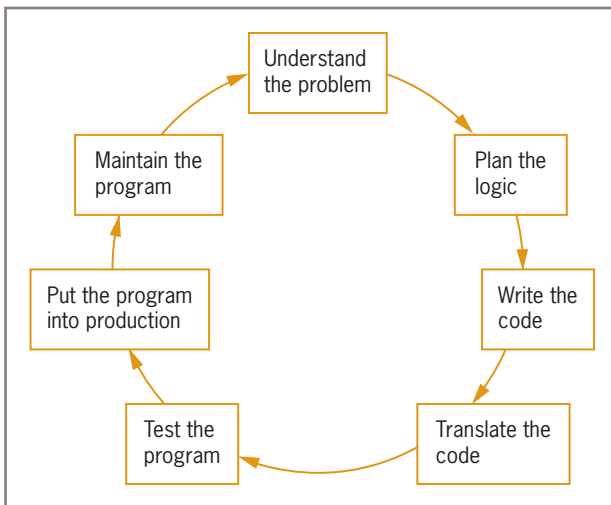 Understand
the problem
Plan the
logic
Write the
code
Translate the
code
Test the
program
Put the program
into production
Maintain the
program